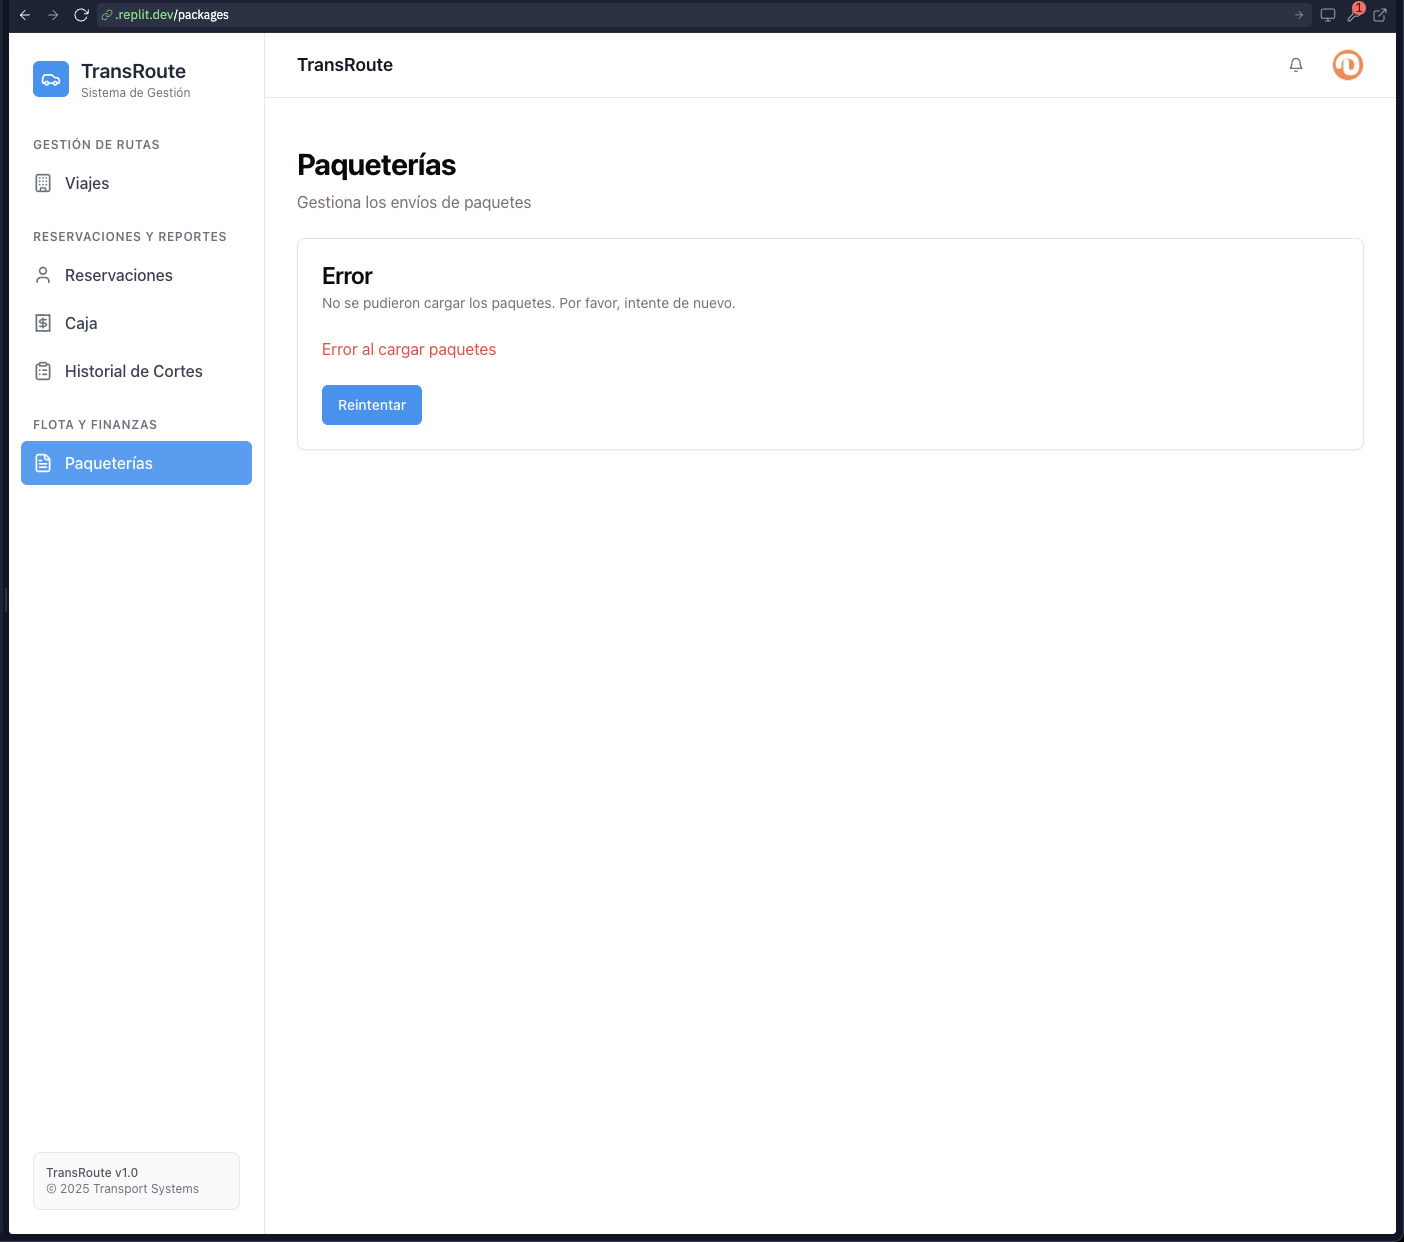 .replit.dev/packages
1
TransRoute
Sistema de Gestión
GESTIÓN DE RUTAS
Viajes
RESERVACIONES Y REPORTES
Reservaciones
Caja
Historial de Cortes
FLOTA Y FINANZAS
Paqueterías
TransRoute v1.0
© 2025 Transport Systems
TransRoute
Paqueterías
Gestiona los envíos de paquetes
Error
No se pudieron cargar los paquetes. Por favor, intente de nuevo.
Error al cargar paquetes
Reintentar